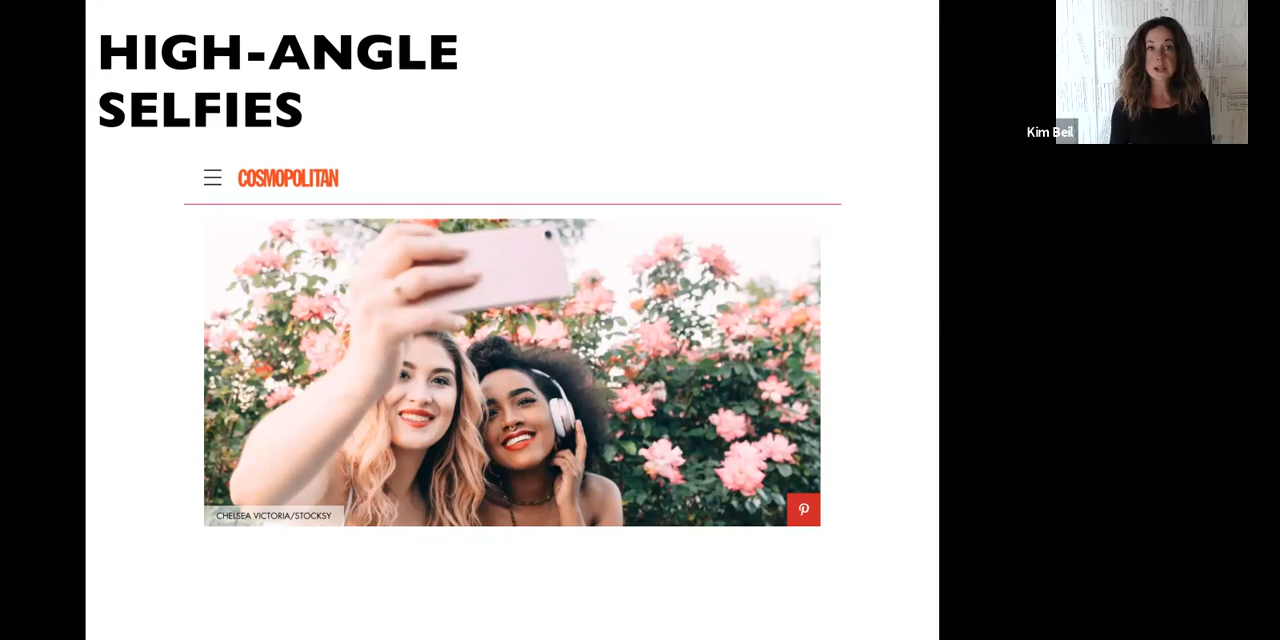 HIGH-ANGLE
SELFIES
COSMOPOLITAN
CHELSEA VICTORIA/STOCKSY
Kim Beil